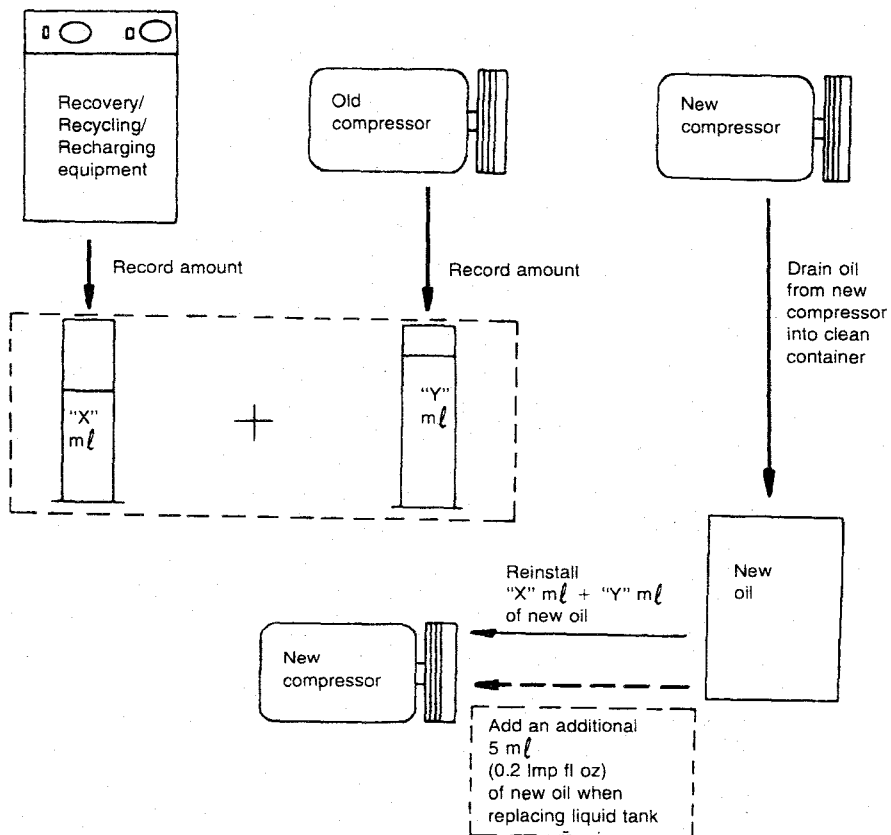 Recovery/
Recycling/
Recharging
equipment
Old
compressor
New
compressor
Record amount
Record amount
Drain oil
from new
compressor
into clean
container
"X"
mℓ
+
"Y"
mℓ
Reinstall
"X" mℓ + "Y" mℓ
of new oil
New
oil
New
compressor
Add an additional
5 mℓ
(0.2 Imp fl oz)
of new oil when
replacing liquid tank